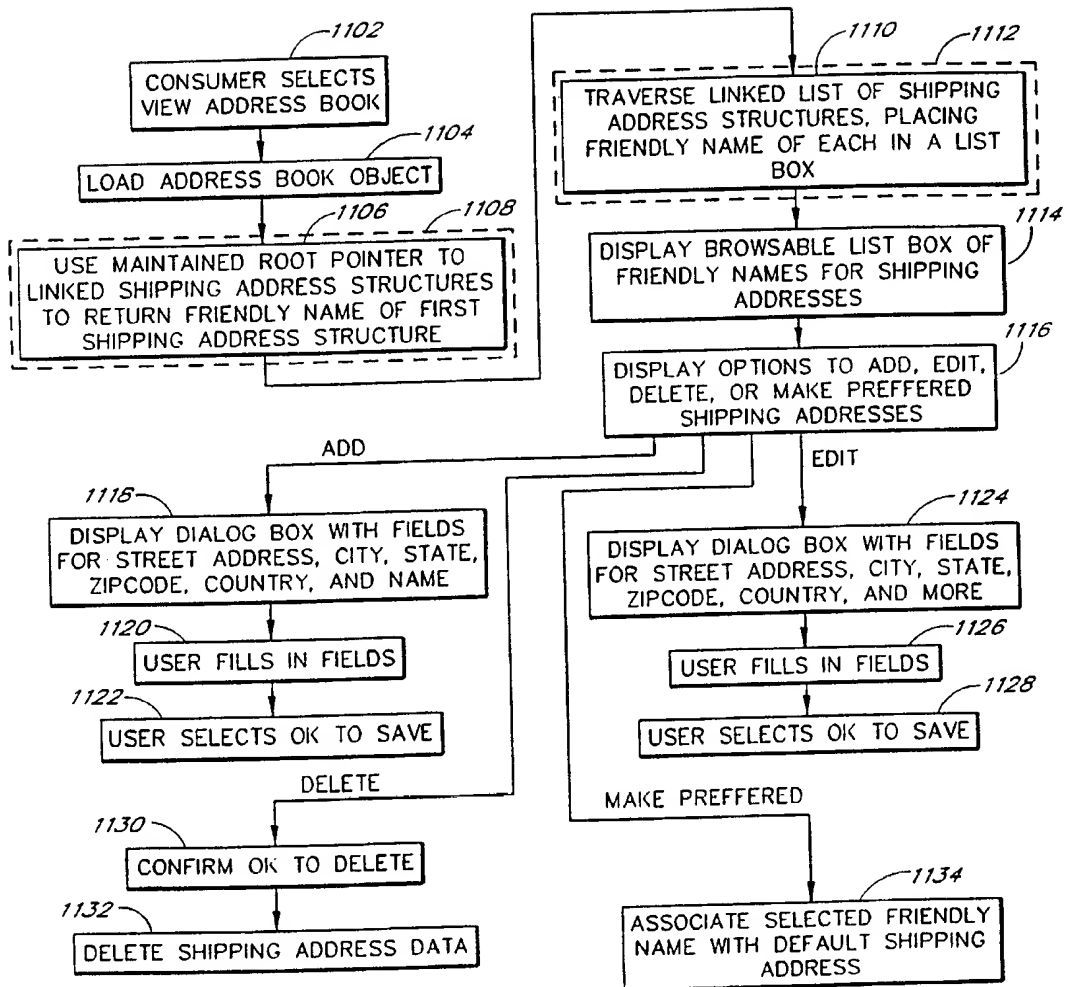 1102
CONSUMER SELECTS
VIEW ADDRESS BOOK
1104
LOAD ADDRESS BOOK OBJECT
1106
1108
USE MAINTAINED ROOT POINTER TO
LINKED SHIPPING ADDRESS STRUCTURES
TO RETURN FRIENDLY NAME OF FIRST
SHIPPING ADDRESS STRUCTURE
1110
1112
TRAVERSE LINKED LIST OF SHIPPING
ADDRESS STRUCTURES, PLACING
FRIENDLY NAME OF EACH IN A LIST
BOX
1114
DISPLAY BROWSABLE LIST BOX OF
FRIENDLY NAMES FOR SHIPPING
ADDRESSES
1116
DISPLAY OPTIONS TO ADD, EDIT,
DELETE, OR MAKE PREFFERED
SHIPPING ADDRESSES
ADD
1118
DISPLAY DIALOG BOX WITH FIELDS
FOR STREET ADDRESS, CITY, STATE,
ZIPCODE, COUNTRY, AND NAME
1120
USER FILLS IN FIELDS
1122
USER SELECTS OK TO SAVE
EDIT
1124
DISPLAY DIALOG BOX WITH FIELDS
FOR STREET ADDRESS, CITY, STATE,
ZIPCODE, COUNTRY, AND MORE
1126
USER FILLS IN FIELDS
1128
USER SELECTS OK TO SAVE
DELETE
1130
CONFIRM OK TO DELETE
1132
DELETE SHIPPING ADDRESS DATA
MAKE PREFFERED
1134
ASSOCIATE SELECTED FRIENDLY
NAME WITH DEFAULT SHIPPING
ADDRESS